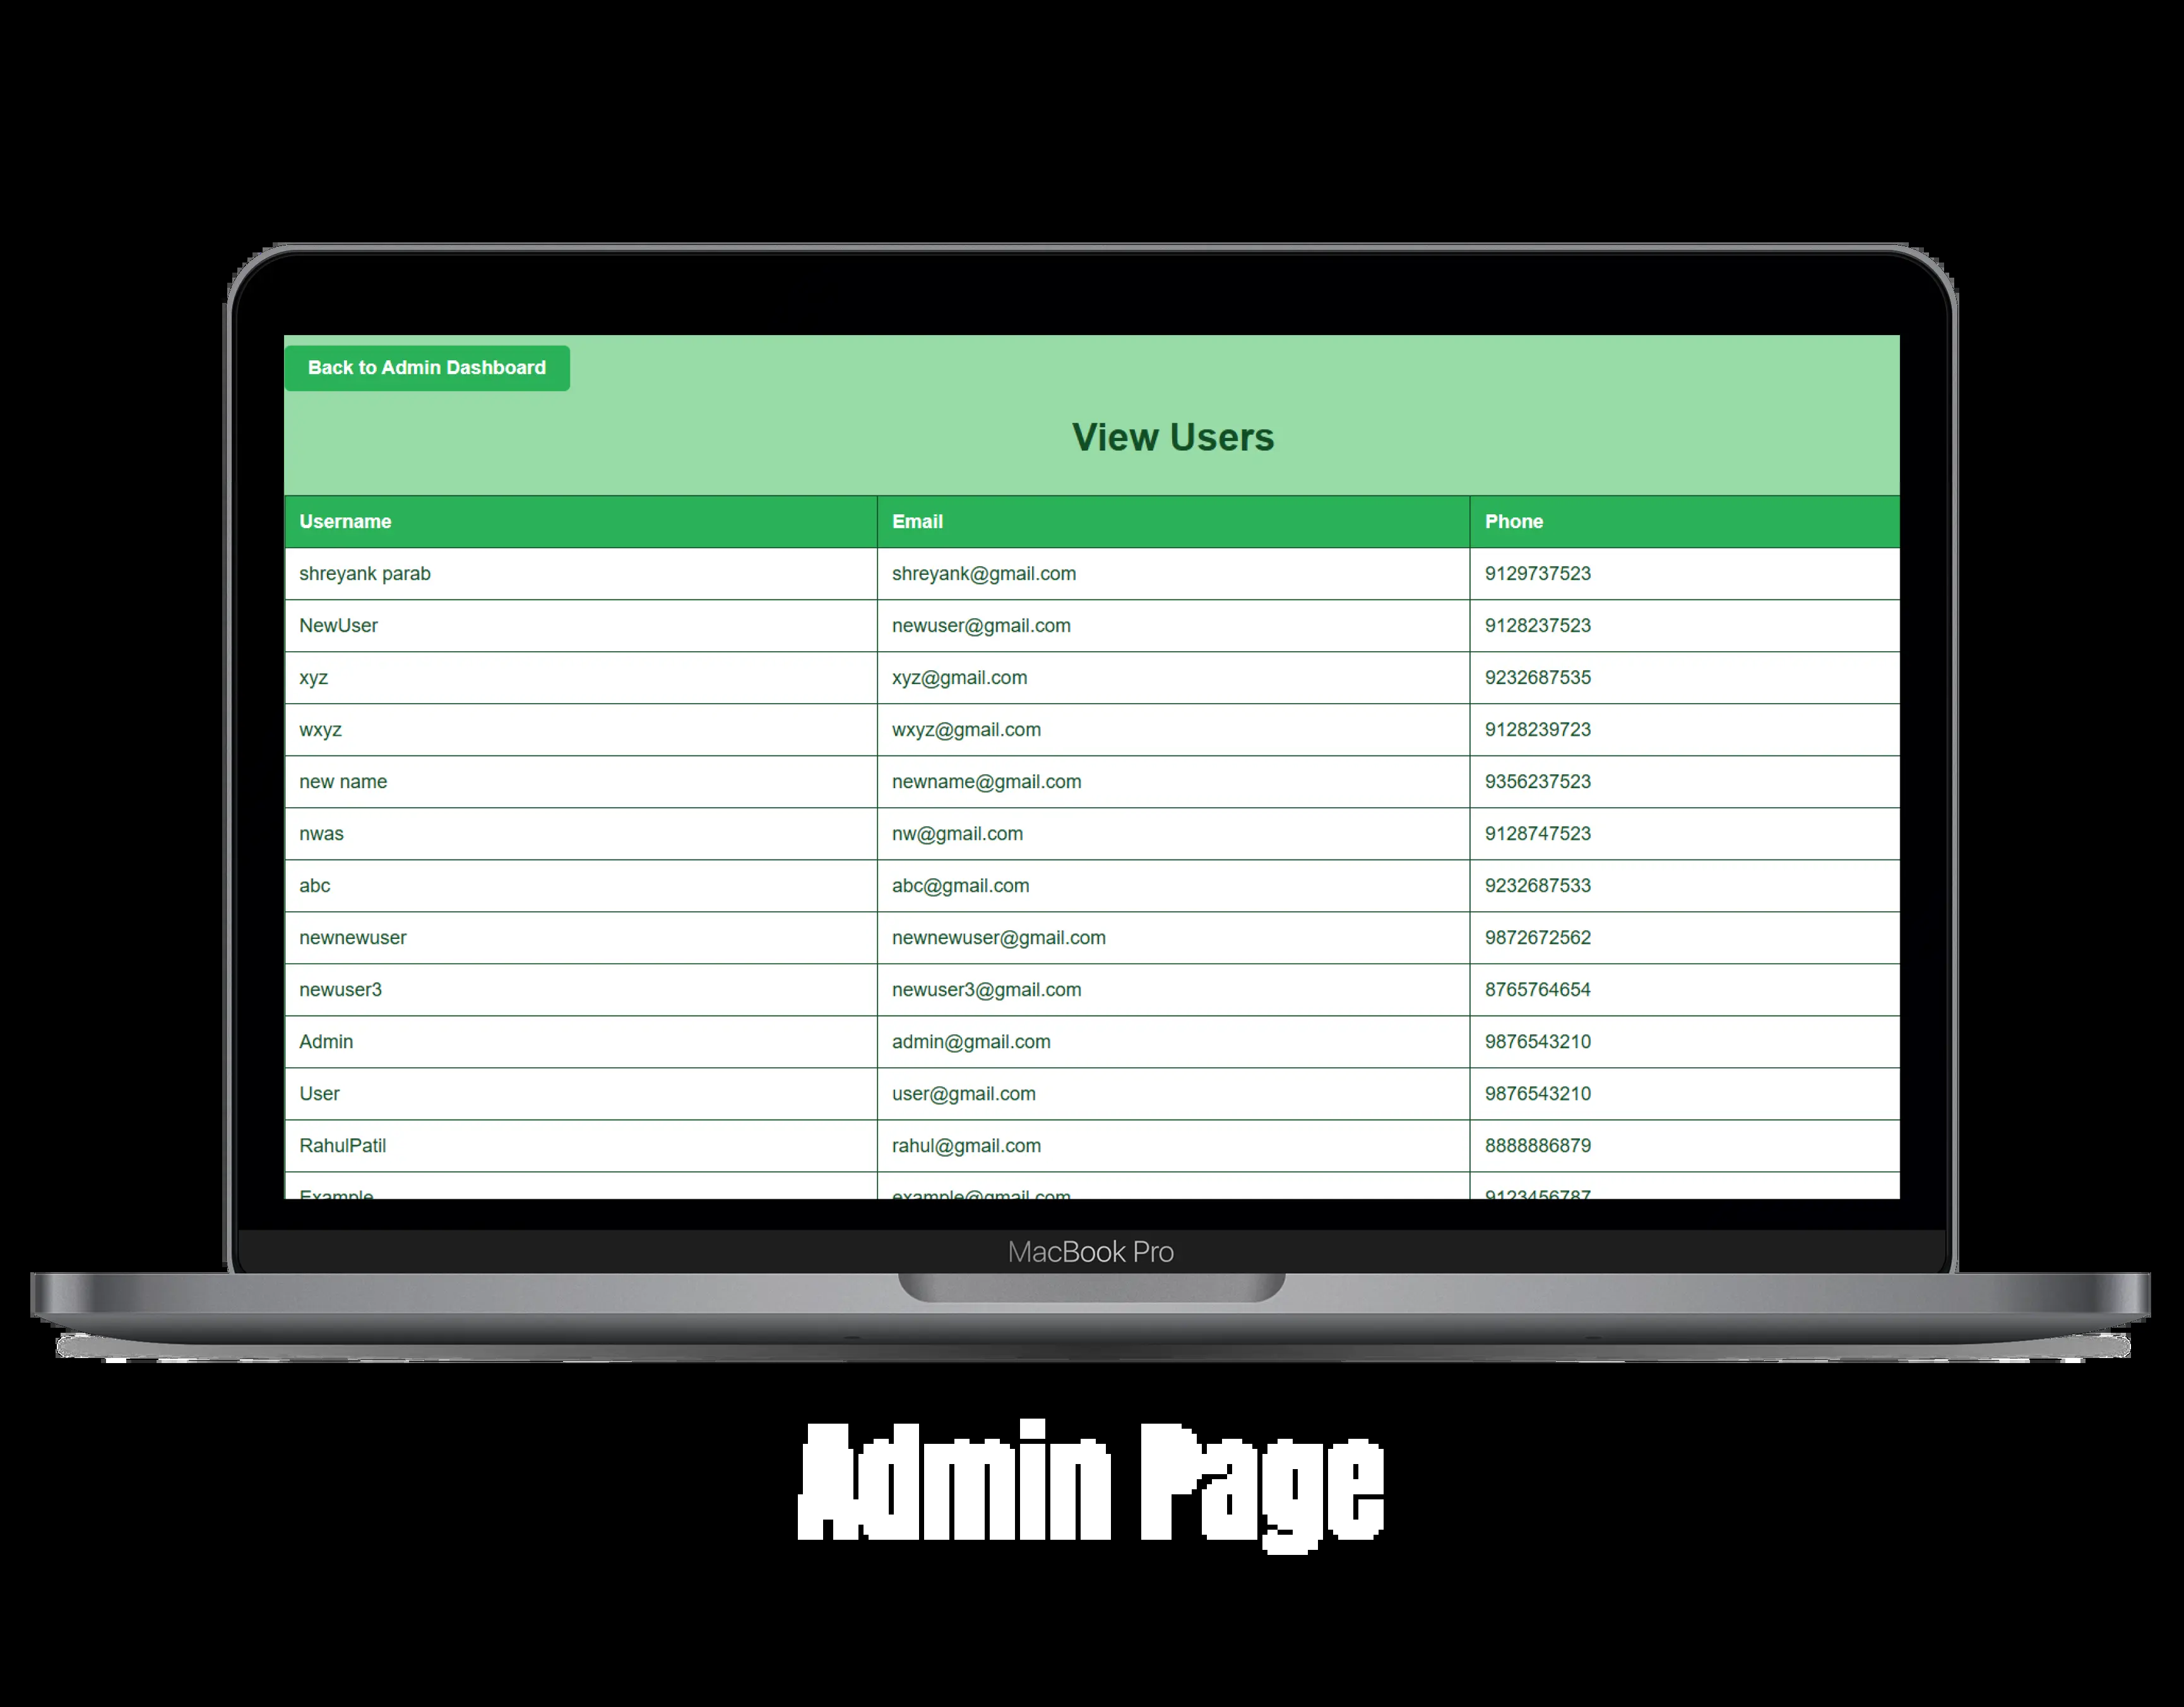 Back to Admin Dashboard
View Users
Username Email Phone
shreyank parab shreyank@gmail.com 9129737523
NewUser newuser@gmail.com 9128237523
xyz xyz@gmail.com 9232687535
wxyz wxyz@gmail.com 9128239723
new name newname@gmail.com 9356237523
nwas nw@gmail.com 9128747523
abc abc@gmail.com 9232687533
newnewuser newnewuser@gmail.com 9872672562
newuser3 newuser3@gmail.com 8765764654
Admin admin@gmail.com 9876543210
User user@gmail.com 9876543210
RahulPatil rahul@gmail.com 8888886879
Example example@gmail.com 9123456787
MacBook Pro
Admin Page